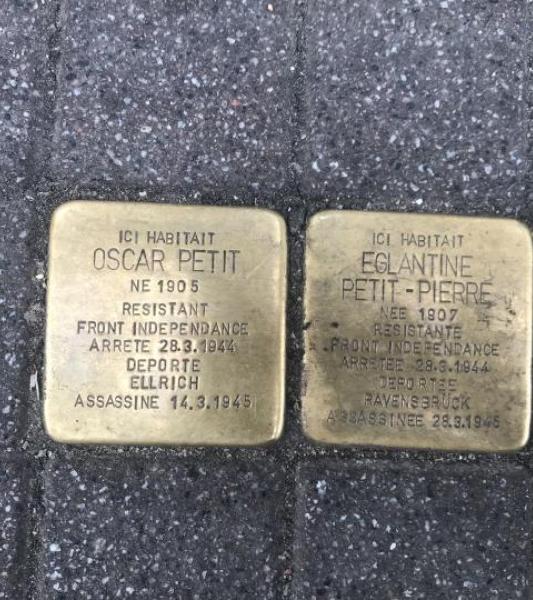 ICI HABITAIT
OSCAR PETIT
NE 1905
RESISTANT
FRONT INDEPENDANCE
ARRETE 28.3.1944
DEPORTE
ELLRICH
ASSASSINE 14.3.1945
ICI HABITAIT
EGLANTINE
PETIT-PIERRE
NEE 1907
RESISTANTE
FRONT INDEPENDANCE
ARRETEE 28.3.1944
DEPORTEE
RAVENSBRÜCK
ASSASSINEE 28.3.1945